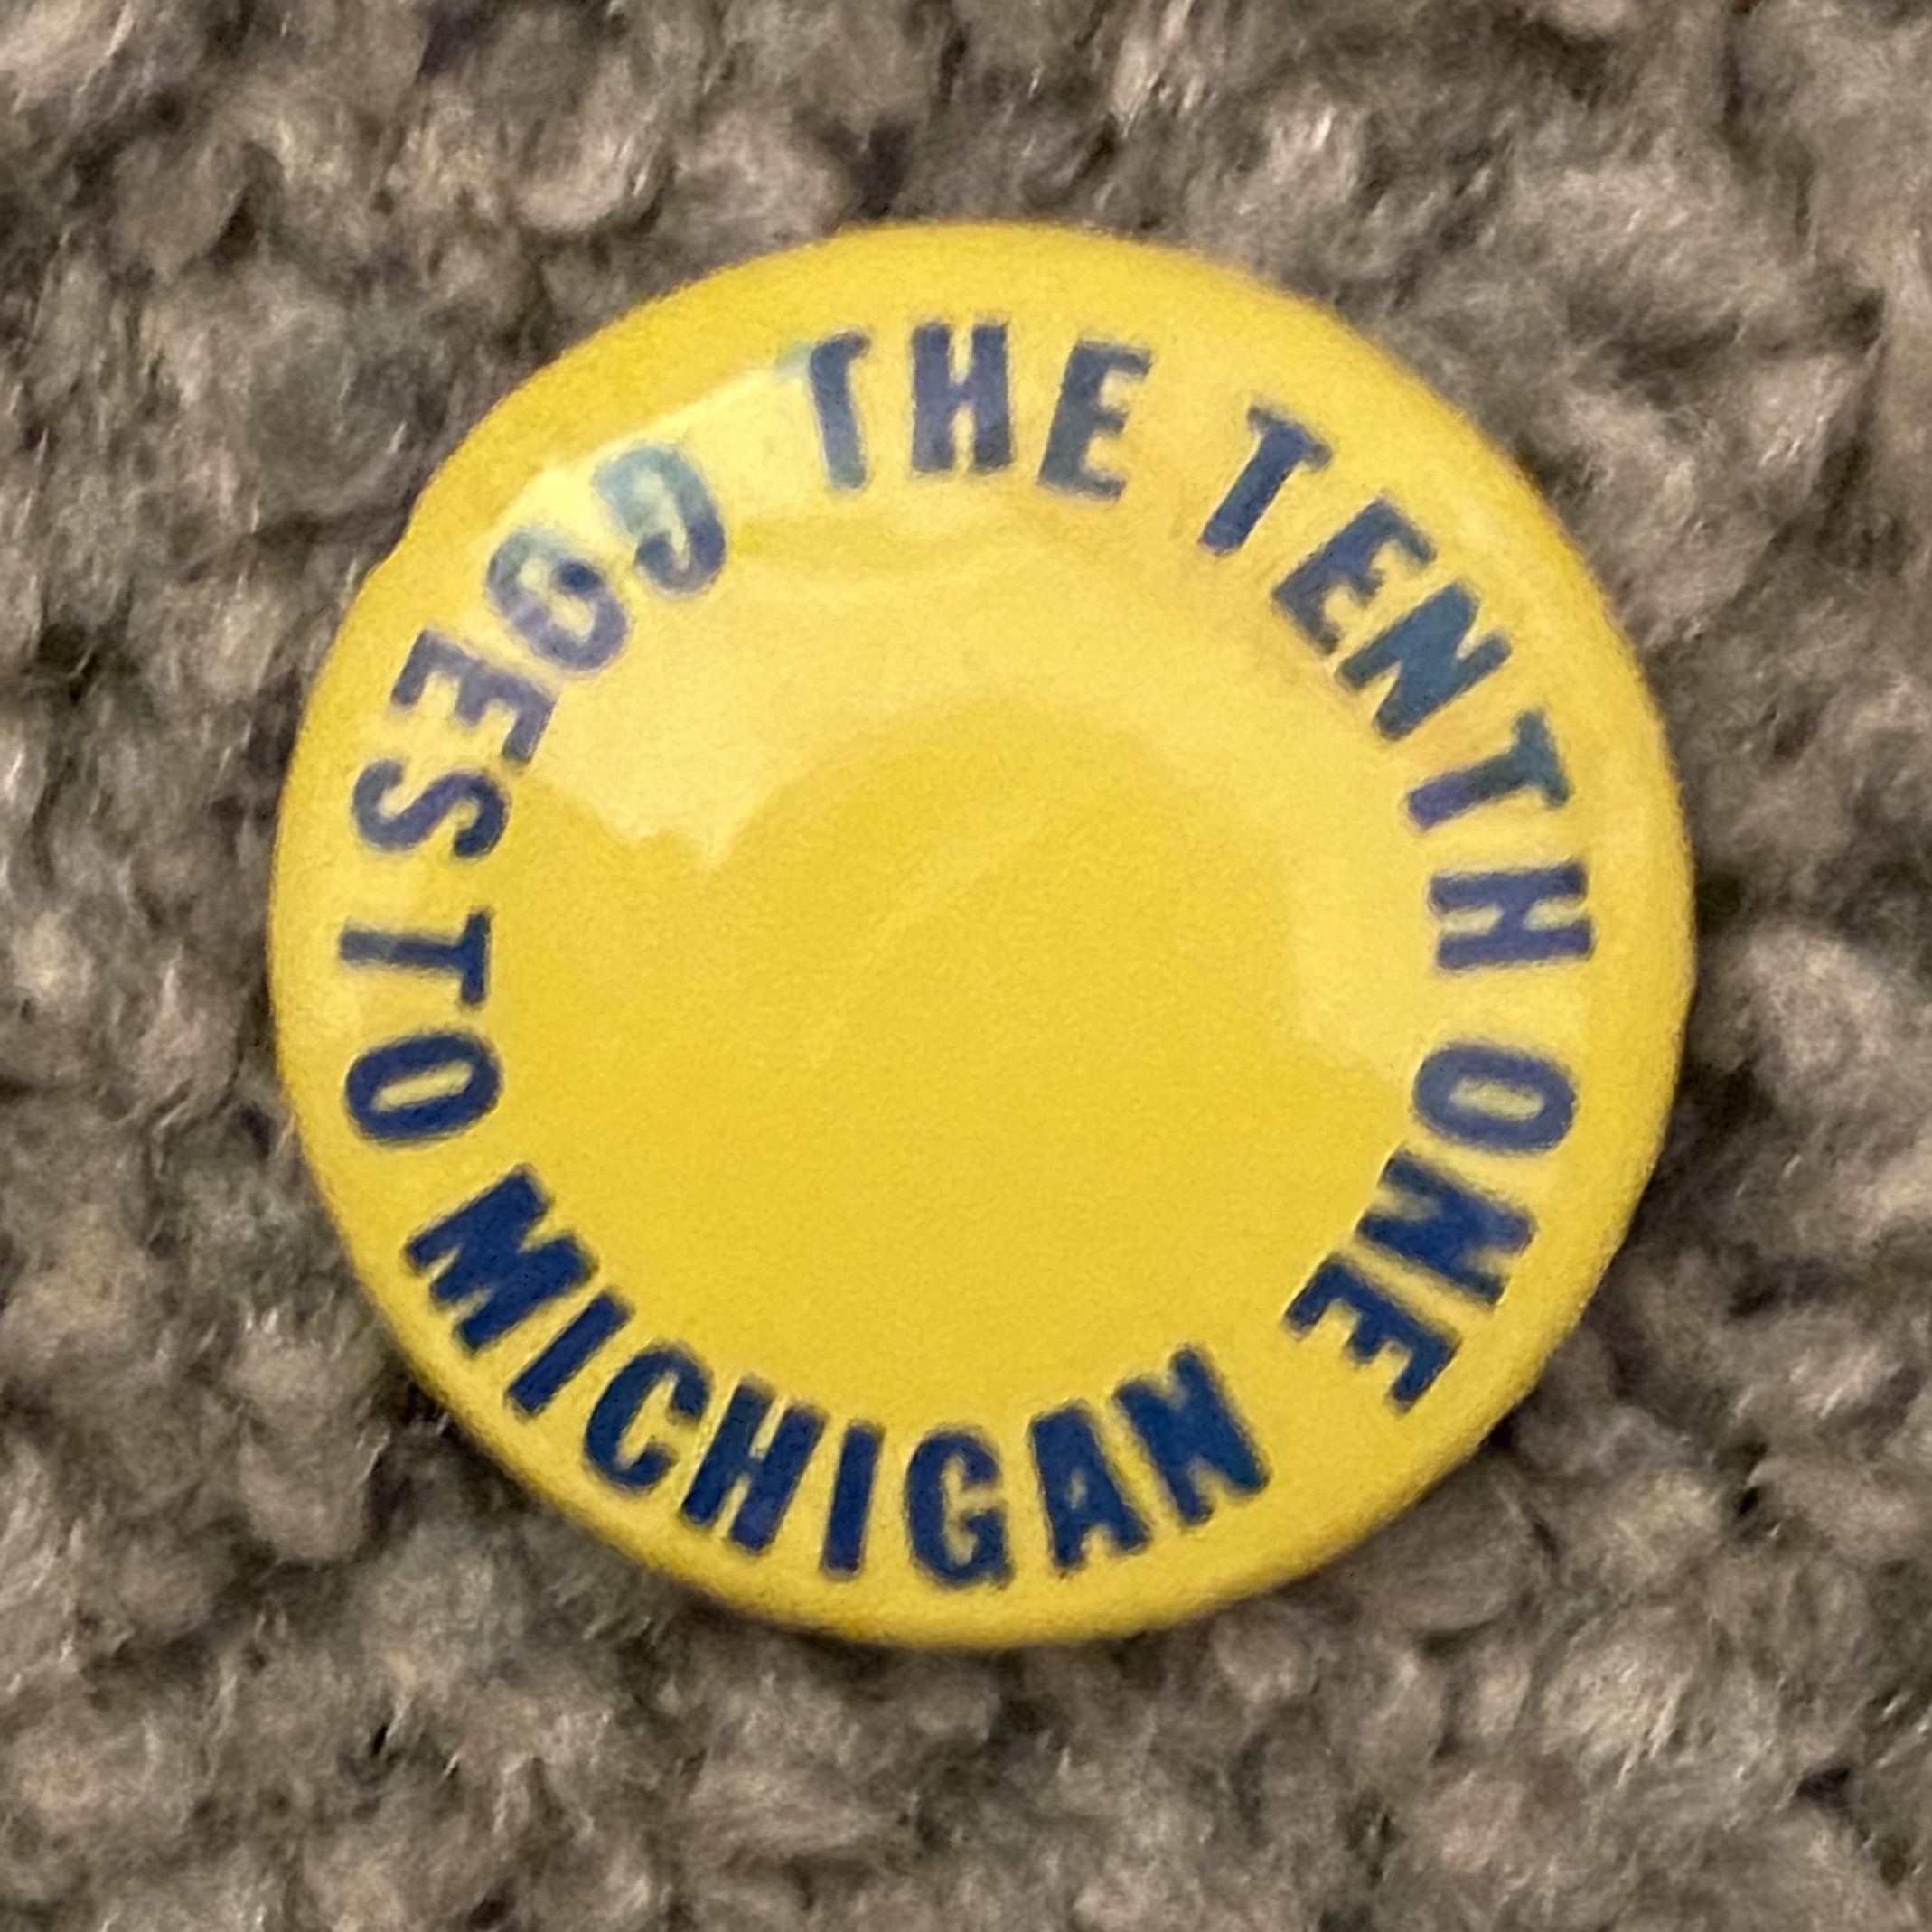 THE TENTH ONE
GOES TO MICHIGAN